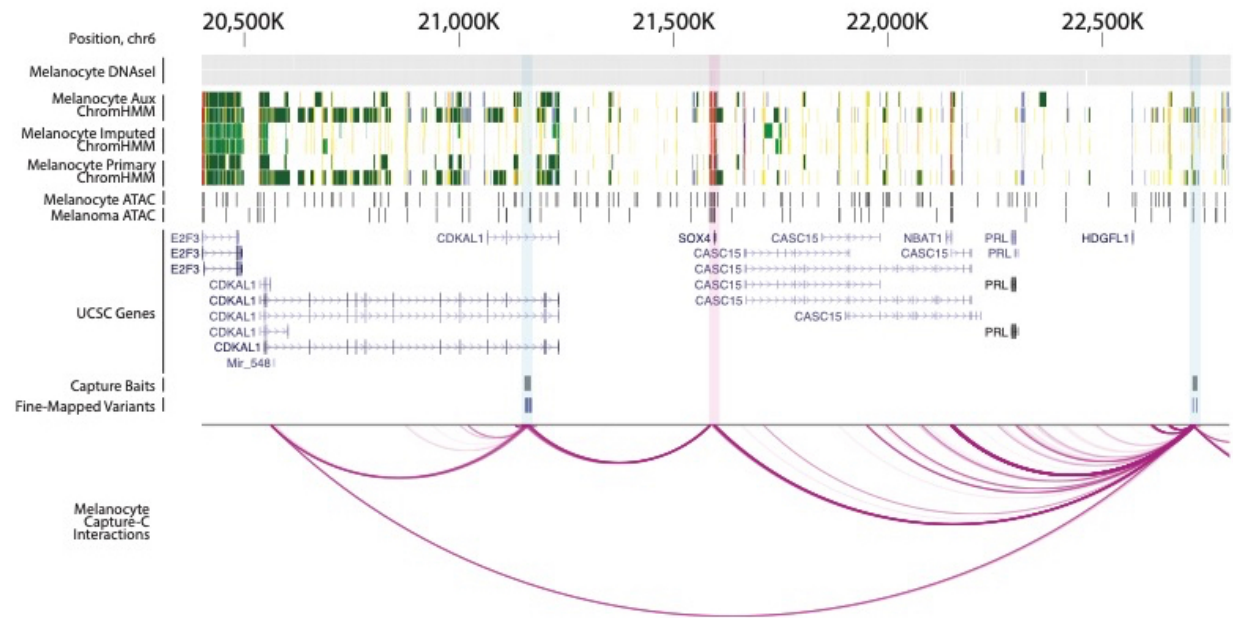 20,500K 21,000K 21,500K 22,000K 22,500K
Position, chr6
Melanocyte DNAseI
Melanocyte Aux
ChromHMM
Melanocyte Imputed
ChromHMM
Melanocyte Primary
ChromHMM
Melanocyte ATAC
Melanoma ATAC
E2F3 CDKAL1 SOX4 CASC15 NBAT1 PRL HDGFL1
E2F3 CASC15 CASC15 PRL
E2F3 CASC15
CDKAL1 CASC15 PRL
CDKAL1 CASC15
UCSC Genes
CDKAL1 CASC15
CDKAL1 PRL
CDKAL1
Mir_548
Capture Baits
Fine-Mapped Variants
Melanocyte
Capture-C
Interactions